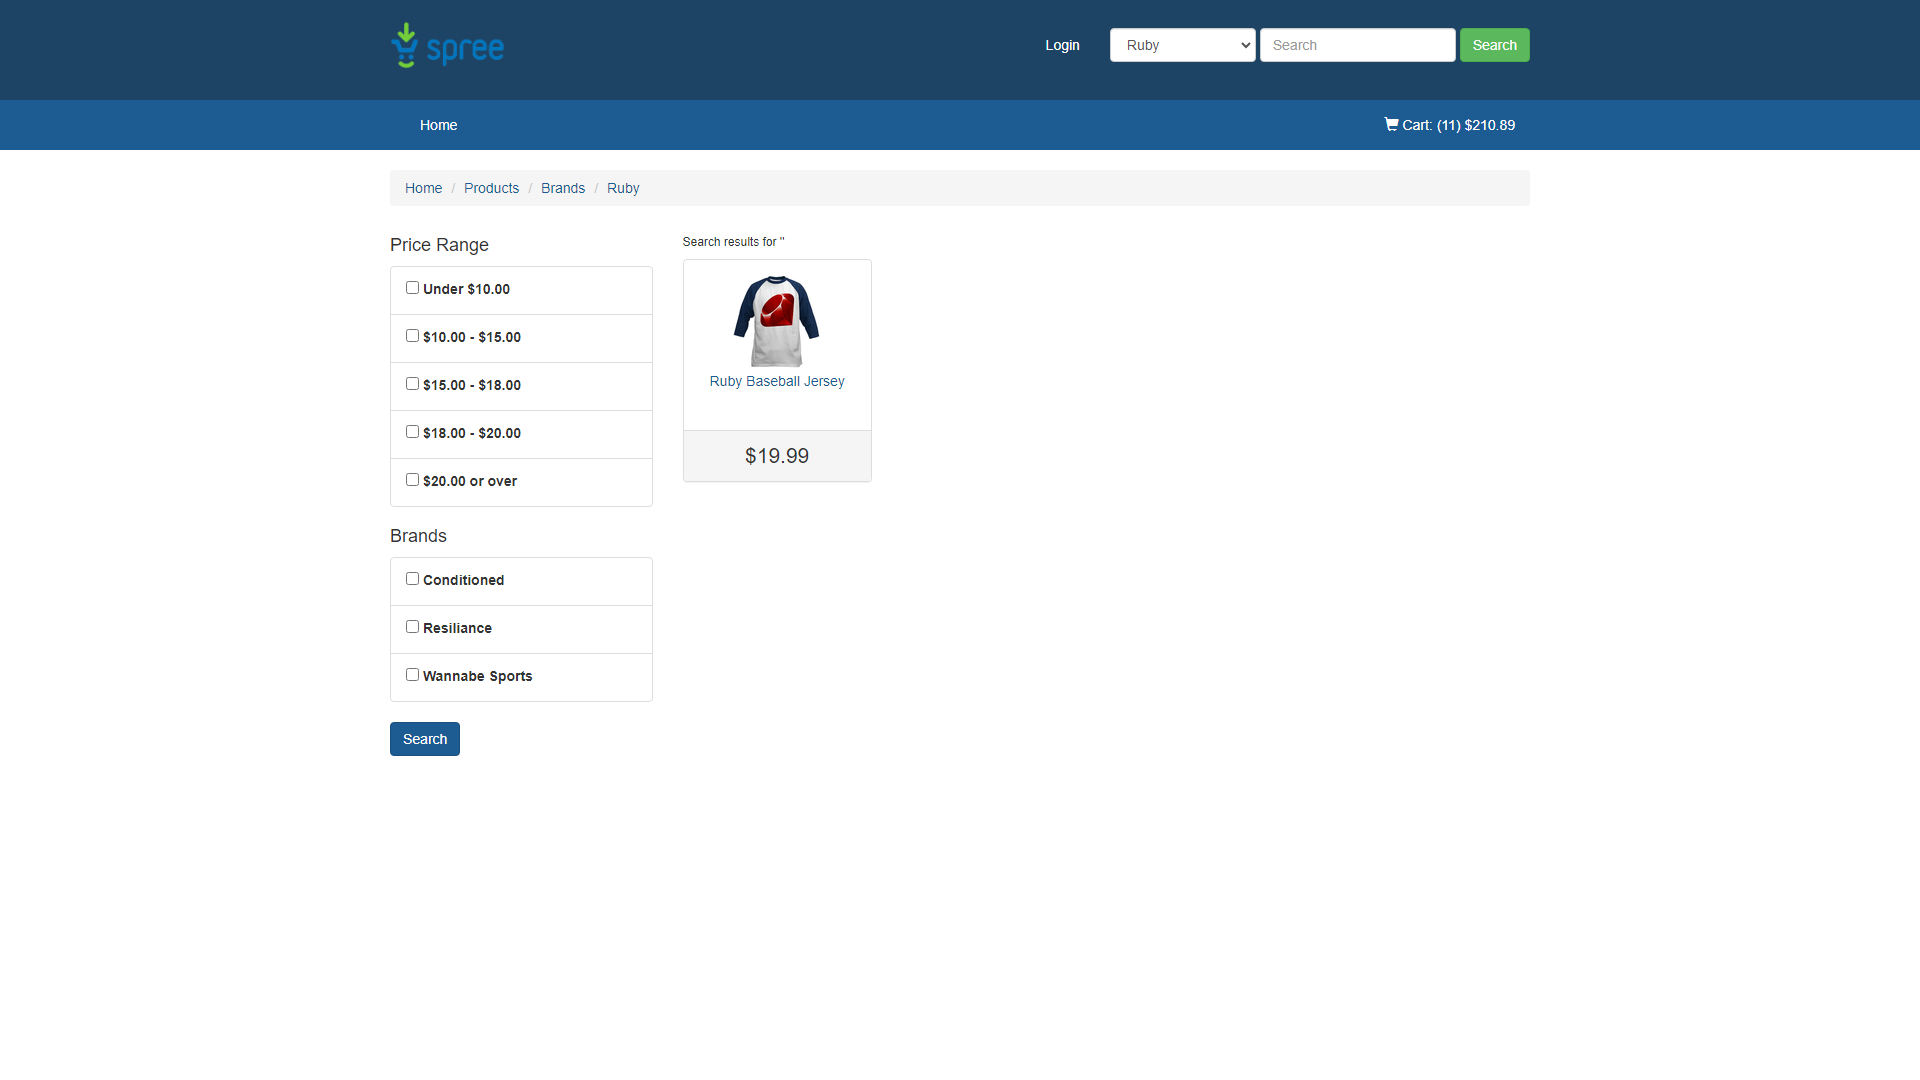 spree
Login
Ruby
Search
Search
Home
Cart: (11) $210.89
Home / Products / Brands / Ruby
Price Range
Under $10.00
$10.00 - $15.00
$15.00 - $18.00
$18.00 - $20.00
$20.00 or over
Brands
Conditioned
Resiliance
Wannabe Sports
Search
Search results for ''
Ruby Baseball Jersey
$19.99